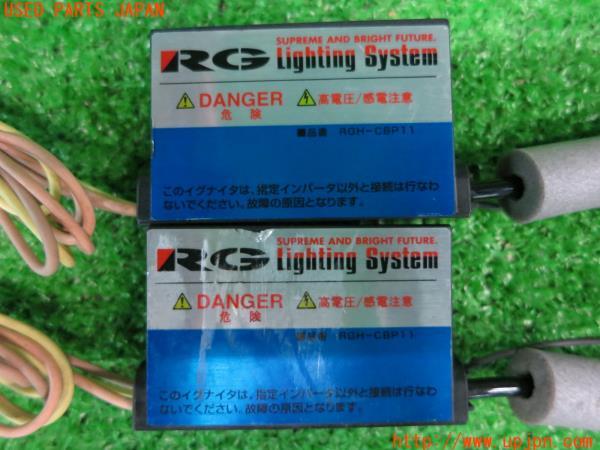 USED PARTS JAPAN
RG
SUPREME AND BRIGHT FUTURE.
Lighting System
DANGER
危険
高電圧/感電注意
製品番 RGH-CBP11
このイグナイタは、指定インバータ以外と接続は行なわ
ないでください。故障の原因となります。
RG
SUPREME AND BRIGHT FUTURE.
Lighting System
DANGER
危険
高電圧/感電注意
RGH-CBP11
このイグナイタは、指定インバータ以外と接続は行なわ
ないでください。故障の原因となります。
http://www.upjpn.com